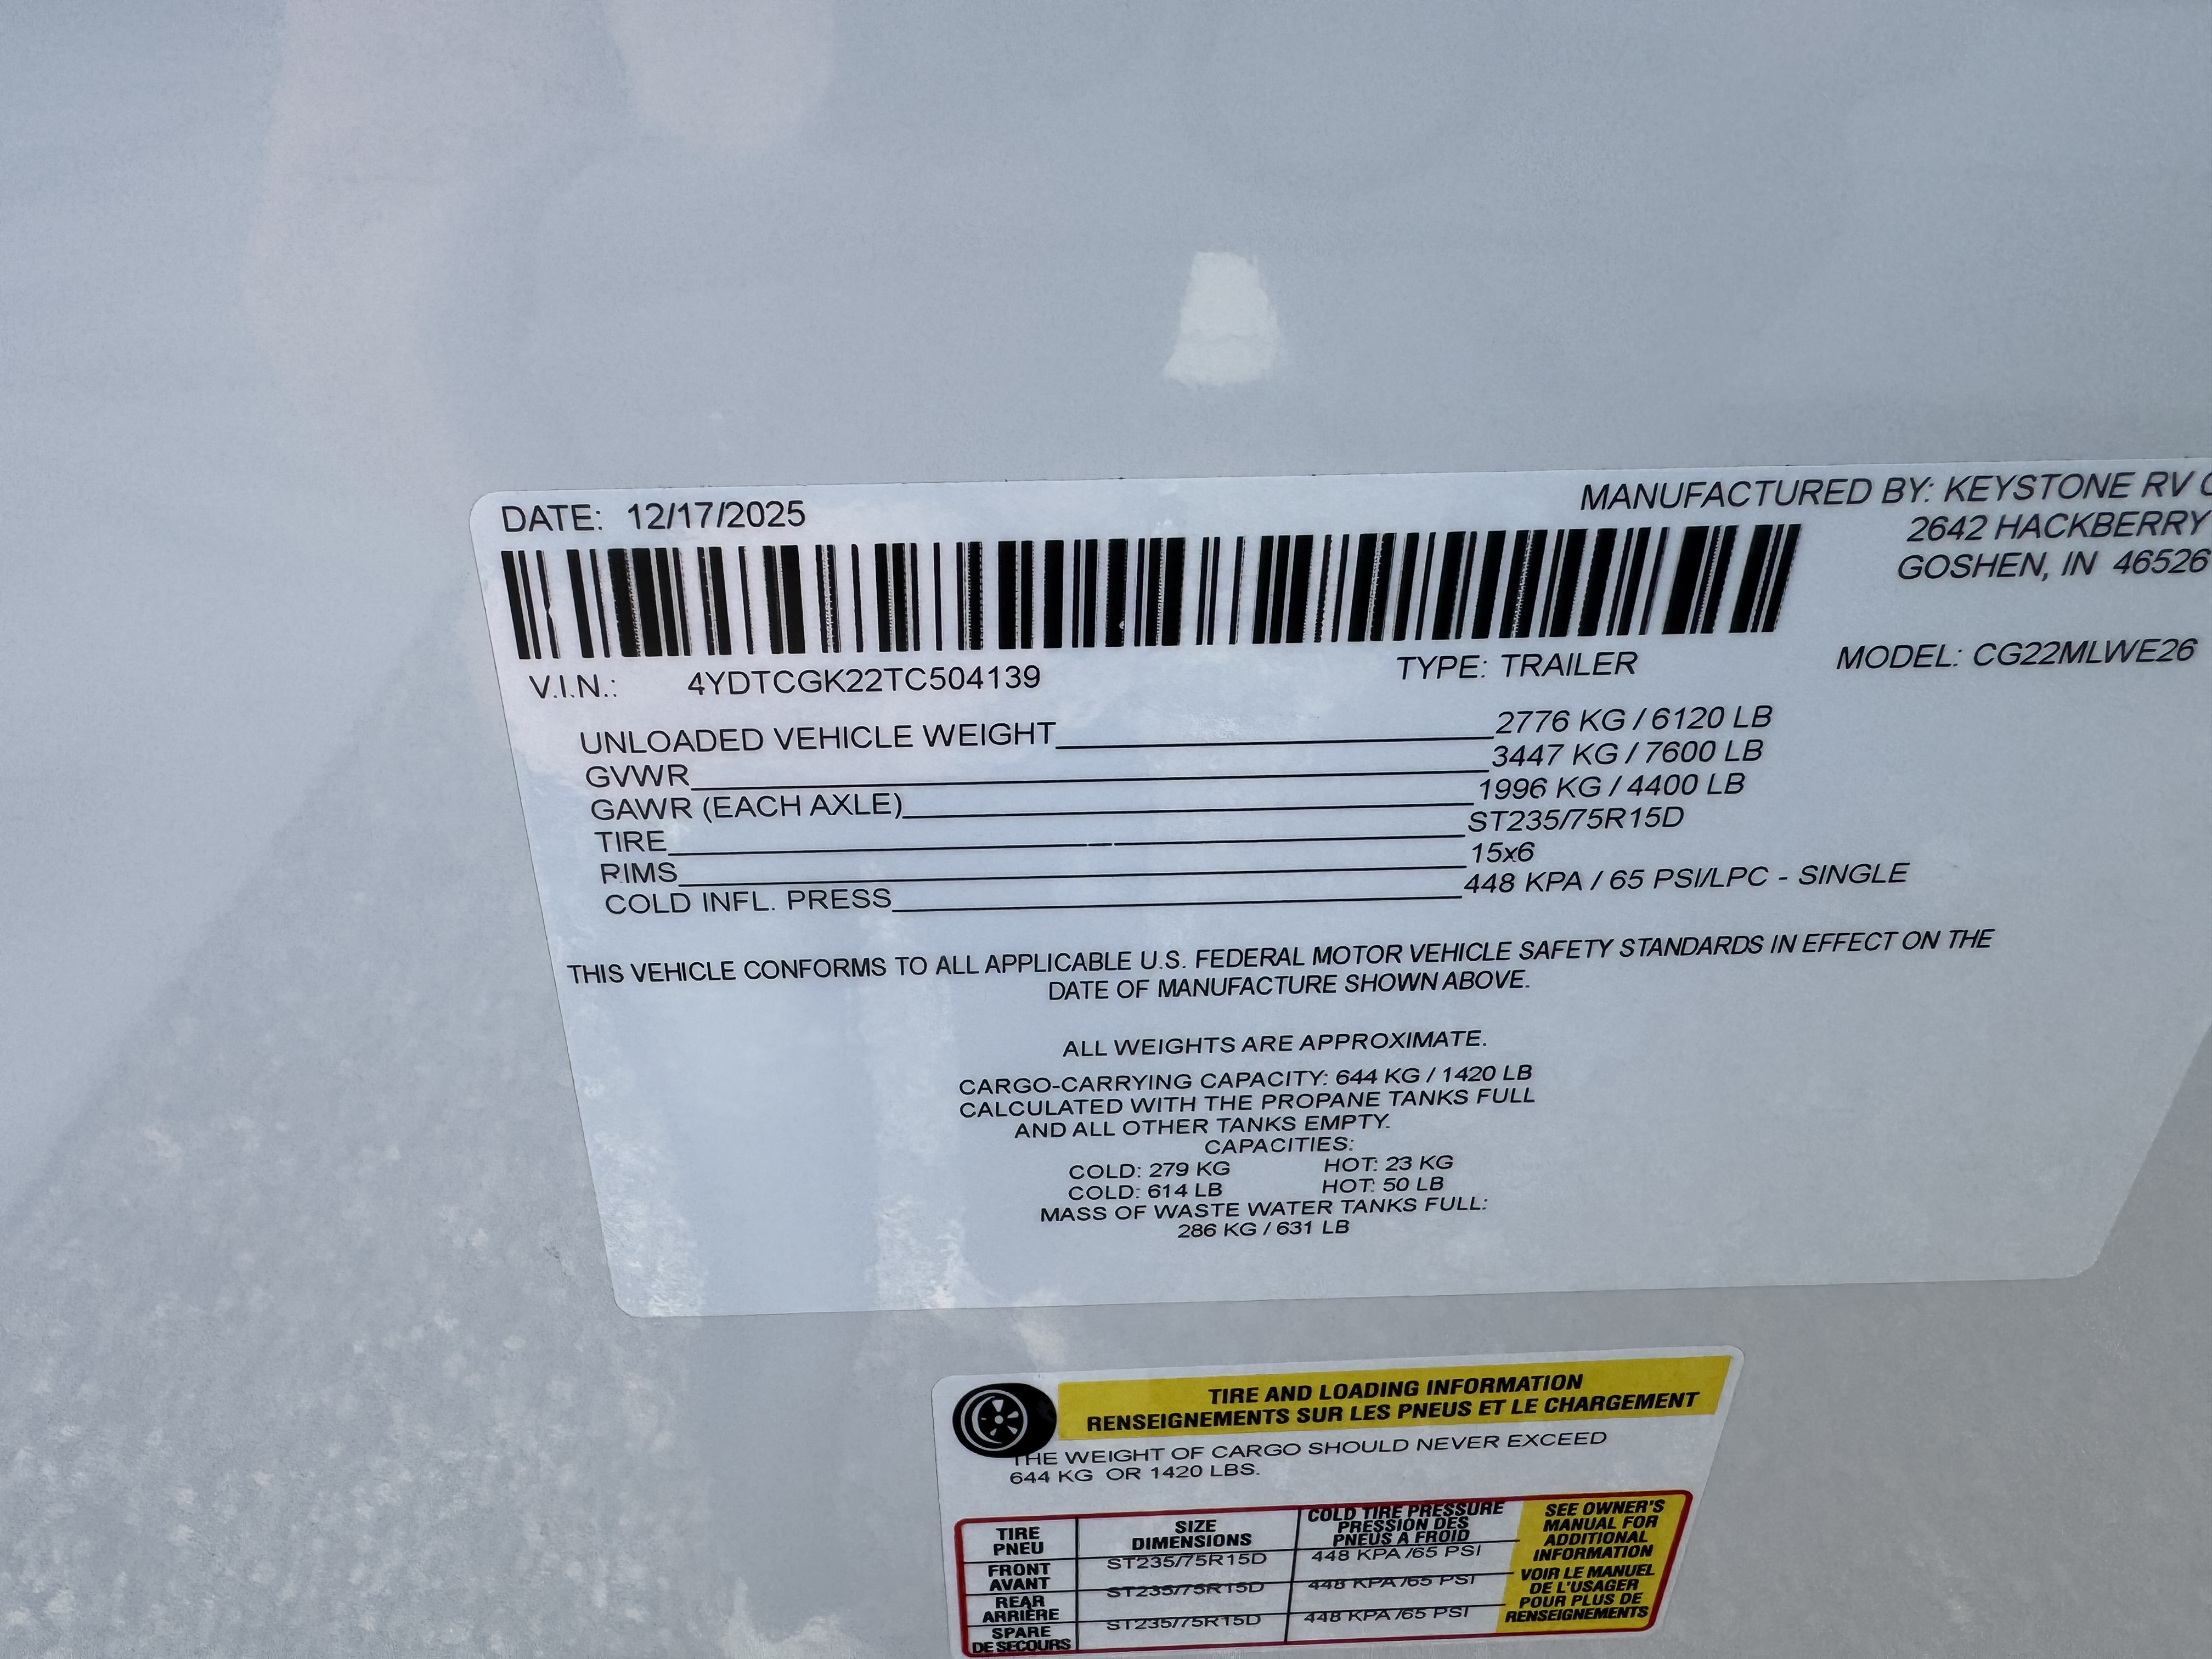 DATE: 12/17/2025
MANUFACTURED BY: KEYSTONE RV
2642 HACKBERRY
GOSHEN, IN 46526
V.I.N.: 4YDTCGK22TC504139 TYPE: TRAILER MODEL: CG22MLWE26
UNLOADED VEHICLE WEIGHT 2776 KG / 6120 LB
GVWR 3447 KG / 7600 LB
GAWR (EACH AXLE) 1996 KG / 4400 LB
TIRE ST235/75R15D
RIMS 15x6
COLD INFL. PRESS 448 KPA / 65 PSI/LPC - SINGLE
THIS VEHICLE CONFORMS TO ALL APPLICABLE U.S. FEDERAL MOTOR VEHICLE SAFETY STANDARDS IN EFFECT ON THE
DATE OF MANUFACTURE SHOWN ABOVE.
ALL WEIGHTS ARE APPROXIMATE.
CARGO-CARRYING CAPACITY: 644 KG / 1420 LB
CALCULATED WITH THE PROPANE TANKS FULL
AND ALL OTHER TANKS EMPTY.
CAPACITIES:
COLD: 279 KG HOT: 23 KG
COLD: 614 LB HOT: 50 LB
MASS OF WASTE WATER TANKS FULL:
286 KG / 631 LB
TIRE AND LOADING INFORMATION
RENSEIGNEMENTS SUR LES PNEUS ET LE CHARGEMENT
THE WEIGHT OF CARGO SHOULD NEVER EXCEED
644 KG OR 1420 LBS.
TIRE
PNEU
SIZE
DIMENSIONS
COLD TIRE PRESSURE
PRESSION DES
PNEUS A FROID
SEE OWNER'S
MANUAL FOR
ADDITIONAL
INFORMATION
VOIR LE MANUEL
DE L'USAGER
POUR PLUS DE
RENSEIGNEMENTS
FRONT
AVANT
ST235/75R15D 448 KPA /65 PSI
REAR
ARRIÈRE
ST235/75R15D 448 KPA /65 PSI
SPARE
DE SECOURS
ST235/75R15D 448 KPA /65 PSI